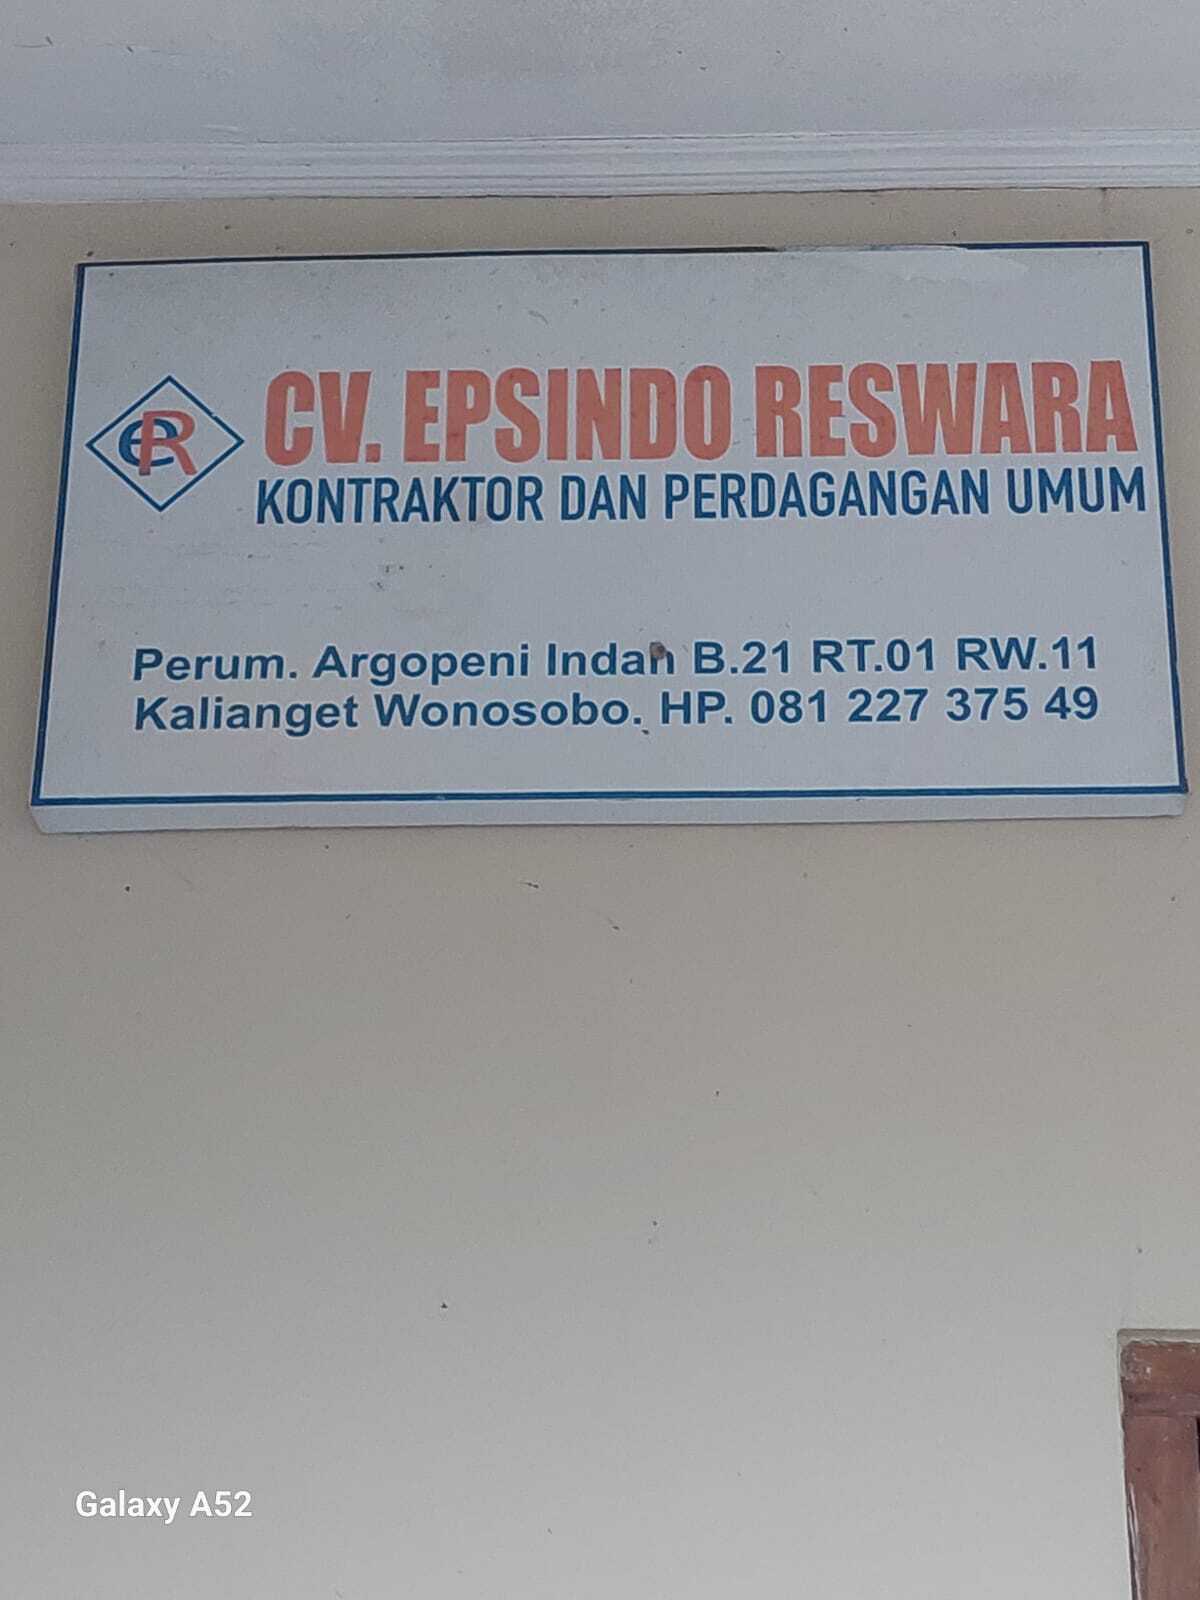 eR
CV. EPSINDO RESWARA
KONTRAKTOR DAN PERDAGANGAN UMUM
Perum. Argopeni Indah B.21 RT.01 RW.11
Kalianget Wonosobo. HP. 081 227 375 49
Galaxy A52